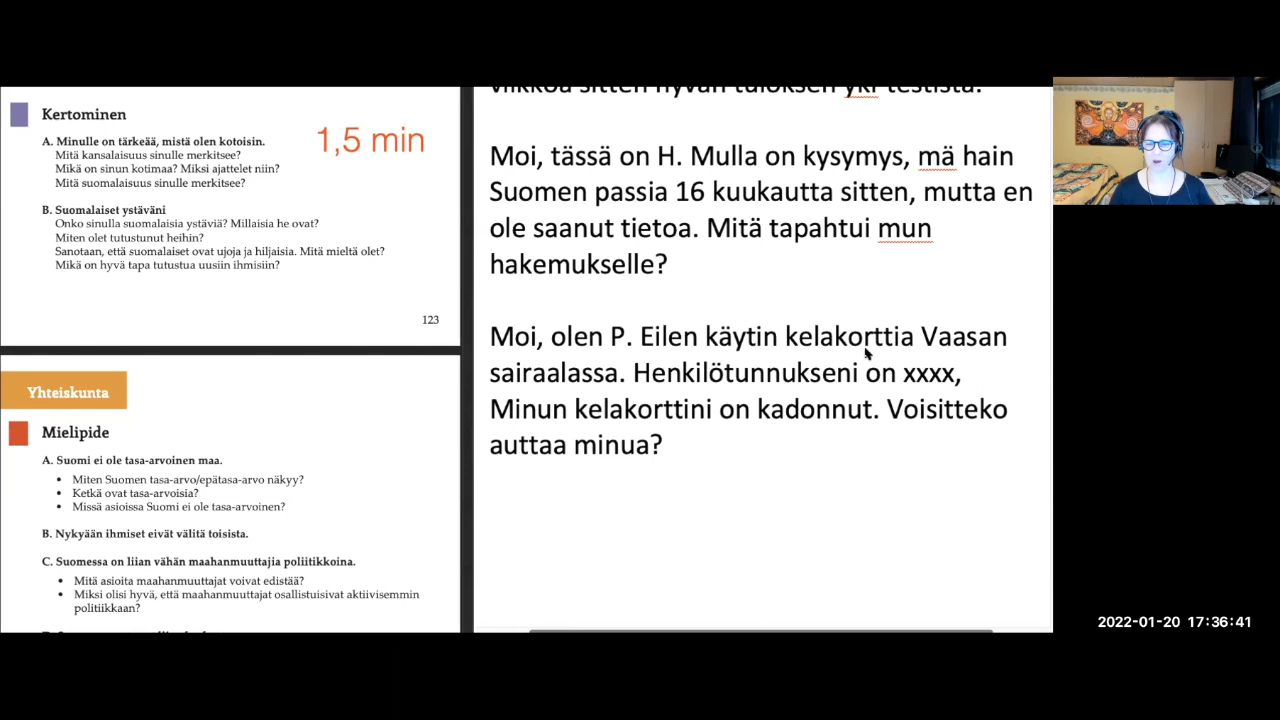 Kertominen
A. Minulle on tärkeää, mistä olen kotoisin.
Mitä kansalaisuus sinulle merkitsee?
Mikä on sinun kotimaa? Miksi ajattelet niin?
Mitä suomalaisuus sinulle merkitsee?
1,5 min
B. Suomalaiset ystäväni
Onko sinulla suomalaisia ystäviä? Millaisia he ovat?
Miten olet tutustunut heihin?
Sanotaan, että suomalaiset ovat ujoja ja hiljaisia. Mitä mieltä olet?
Mikä on hyvä tapa tutustua uusiin ihmisiin?
123
Yhteiskunta
Mielipide
A. Suomi ei ole tasa-arvoinen maa.
• Miten Suomen tasa-arvo/epätasa-arvo näkyy?
• Ketkä ovat tasa-arvoisia?
• Missä asioissa Suomi ei ole tasa-arvoinen?
B. Nykyään ihmiset eivät välitä toisista.
C. Suomessa on liian vähän maahanmuuttajia poliitikkoina.
• Mitä asioita maahanmuuttajat voivat edistää?
• Miksi olisi hyvä, että maahanmuuttajat osallistuisivat aktiivisemmin
politiikkaan?
viikkoa sitten hyvän tuloksen yki testistä.
Moi, tässä on H. Mulla on kysymys, mä hain
Suomen passia 16 kuukautta sitten, mutta en
ole saanut tietoa. Mitä tapahtui mun
hakemukselle?
Moi, olen P. Eilen käytin kelakorttia Vaasan
sairaalassa. Henkilötunnukseni on xxxx,
Minun kelakorttini on kadonnut. Voisitteko
auttaa minua?
2022-01-20 17:36:41